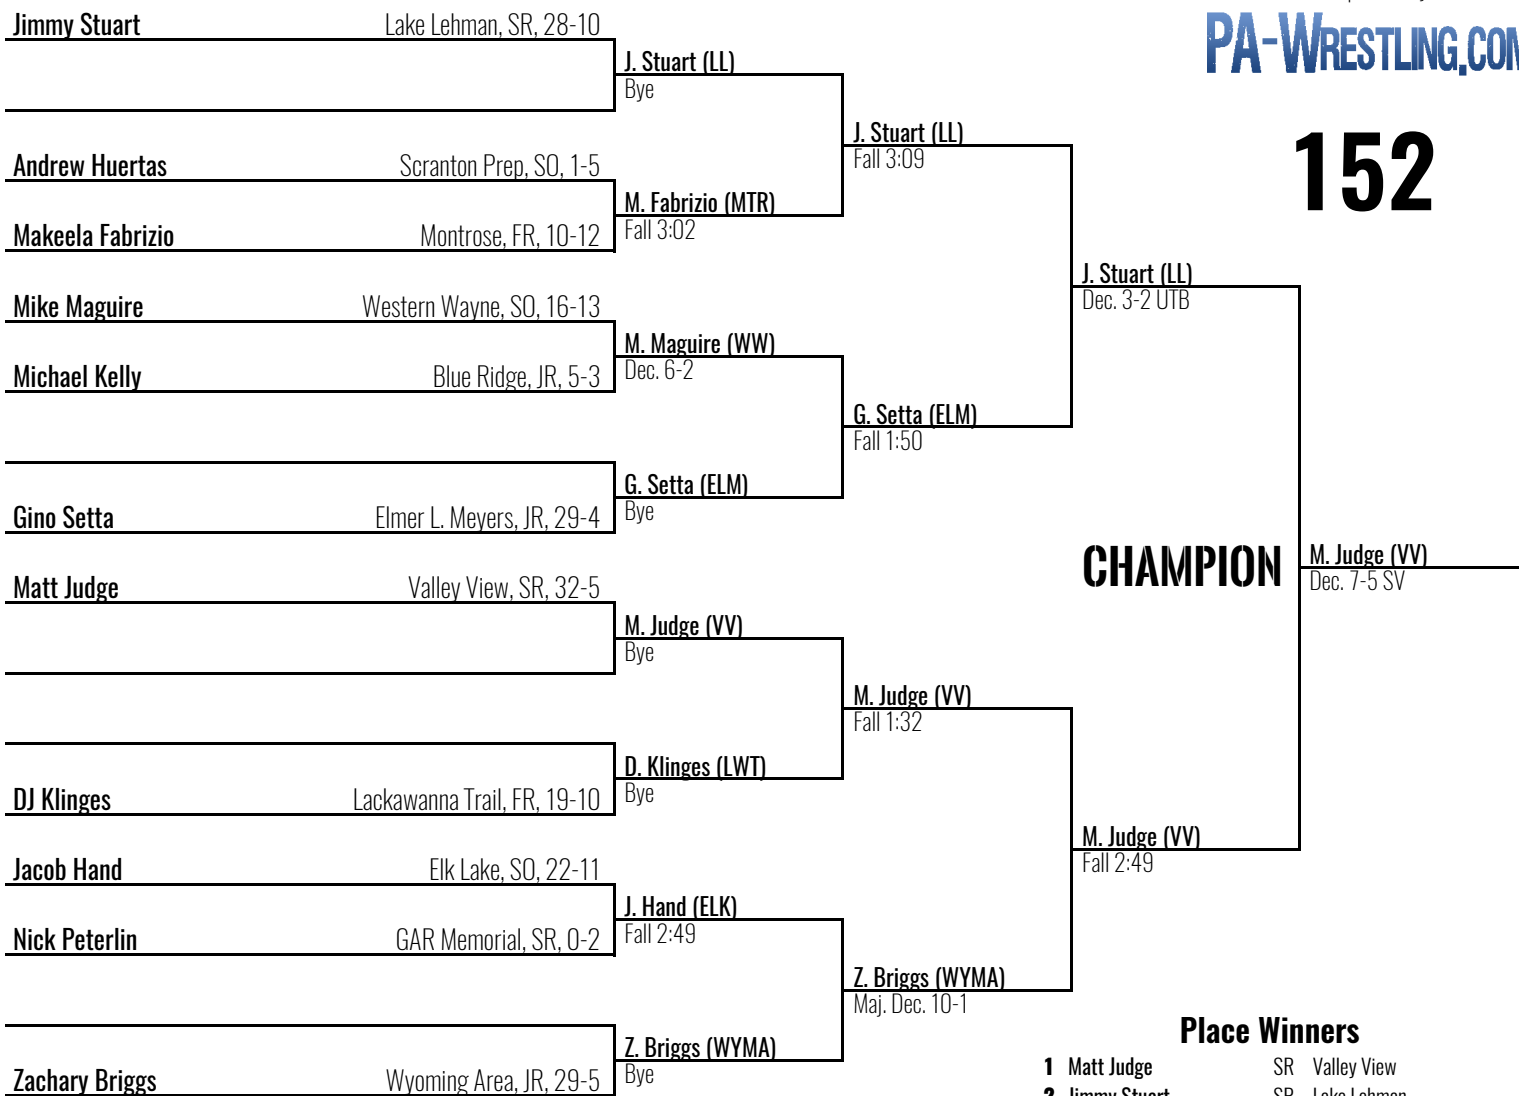 PA-WRESTLING.COM
152
Jimmy Stuart Lake Lehman, SR, 28-10
J. Stuart (LL)
Bye
J. Stuart (LL)
Fall 3:09
Andrew Huertas Scranton Prep, SO, 1-5
M. Fabrizio (MTR)
Fall 3:02
Makeela Fabrizio Montrose, FR, 10-12
J. Stuart (LL)
Dec. 3-2 UTB
Mike Maguire Western Wayne, SO, 16-13
M. Maguire (WW)
Dec. 6-2
Michael Kelly Blue Ridge, JR, 5-3
G. Setta (ELM)
Fall 1:50
G. Setta (ELM)
Bye
Gino Setta Elmer L. Meyers, JR, 29-4
CHAMPION
M. Judge (VV)
Dec. 7-5 SV
Matt Judge Valley View, SR, 32-5
M. Judge (VV)
Bye
M. Judge (VV)
Fall 1:32
D. Klinges (LWT)
Bye
DJ Klinges Lackawanna Trail, FR, 19-10
M. Judge (VV)
Fall 2:49
Jacob Hand Elk Lake, SO, 22-11
J. Hand (ELK)
Fall 2:49
Nick Peterlin GAR Memorial, SR, 0-2
Z. Briggs (WYMA)
Maj. Dec. 10-1
Z. Briggs (WYMA)
Bye
Zachary Briggs Wyoming Area, JR, 29-5
Place Winners
1 Matt Judge SR Valley View
2 Jimmy Stuart SR Lake Lehman